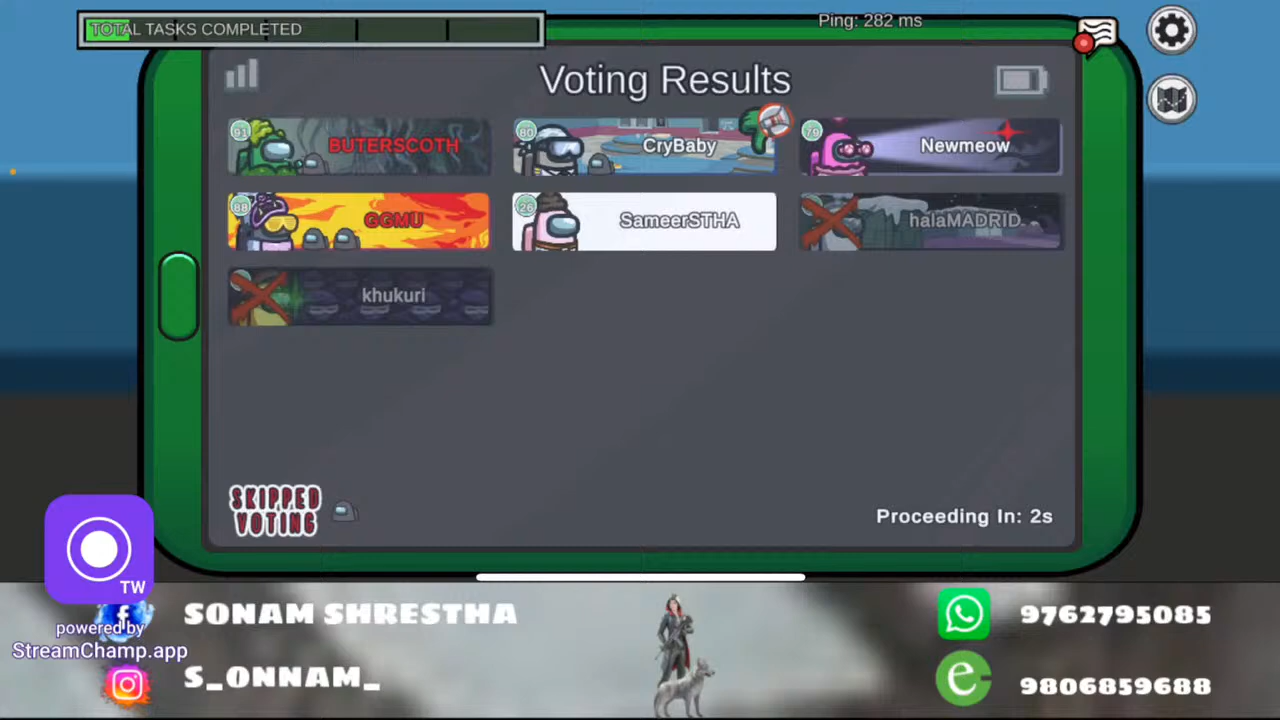 TOTAL TASKS COMPLETED
Ping: 282 ms
Voting Results
91 BUTERSCOTH
80 CryBaby
79 Newmeow
88 GGMU
26 SameerSTHA
halaMADRID
khukuri
SKIPPED
VOTING
Proceeding In: 2s
TW
powered by
StreamChamp.app
SONAM SHRESTHA
S_ONNAM_
9762795085
9806859688